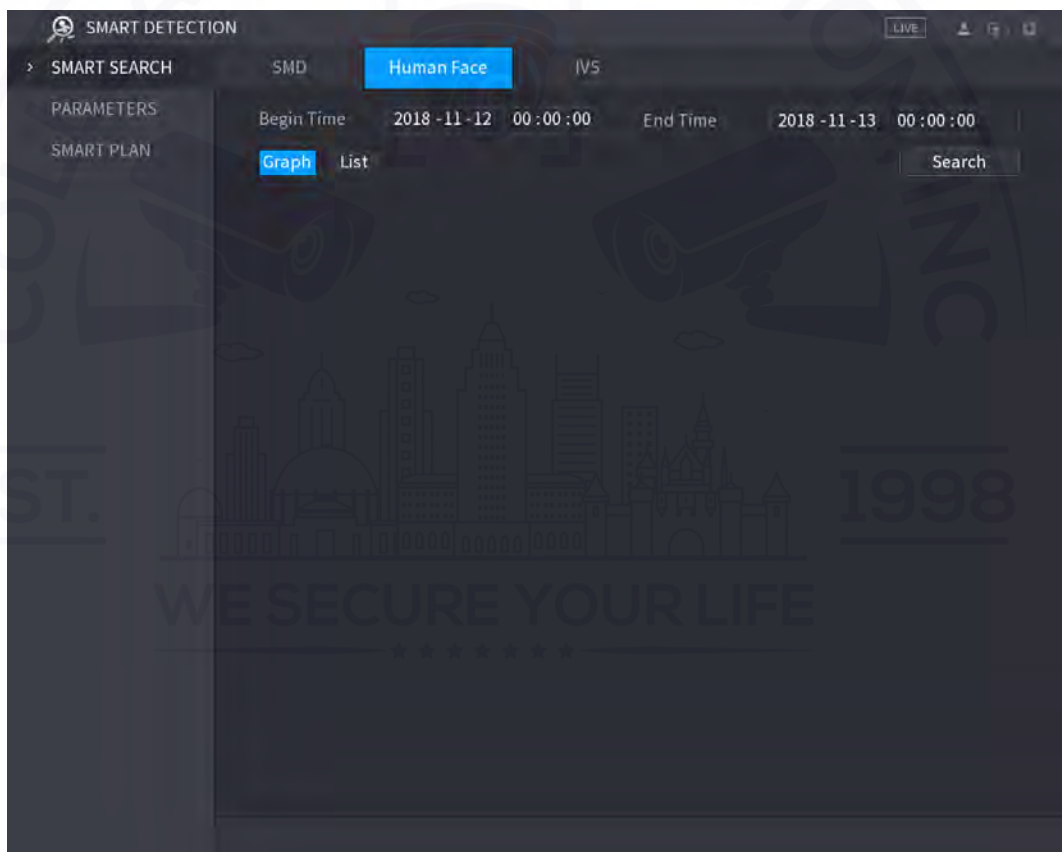 SMART DETECTION LIVE
SMART SEARCH SMD Human Face IVS
PARAMETERS Begin Time 2018 -11 -12 00 :00 :00 End Time 2018 -11 -13 00 :00 :00
SMART PLAN Graph List Search
EST. 1998
WE SECURE YOUR LIFE